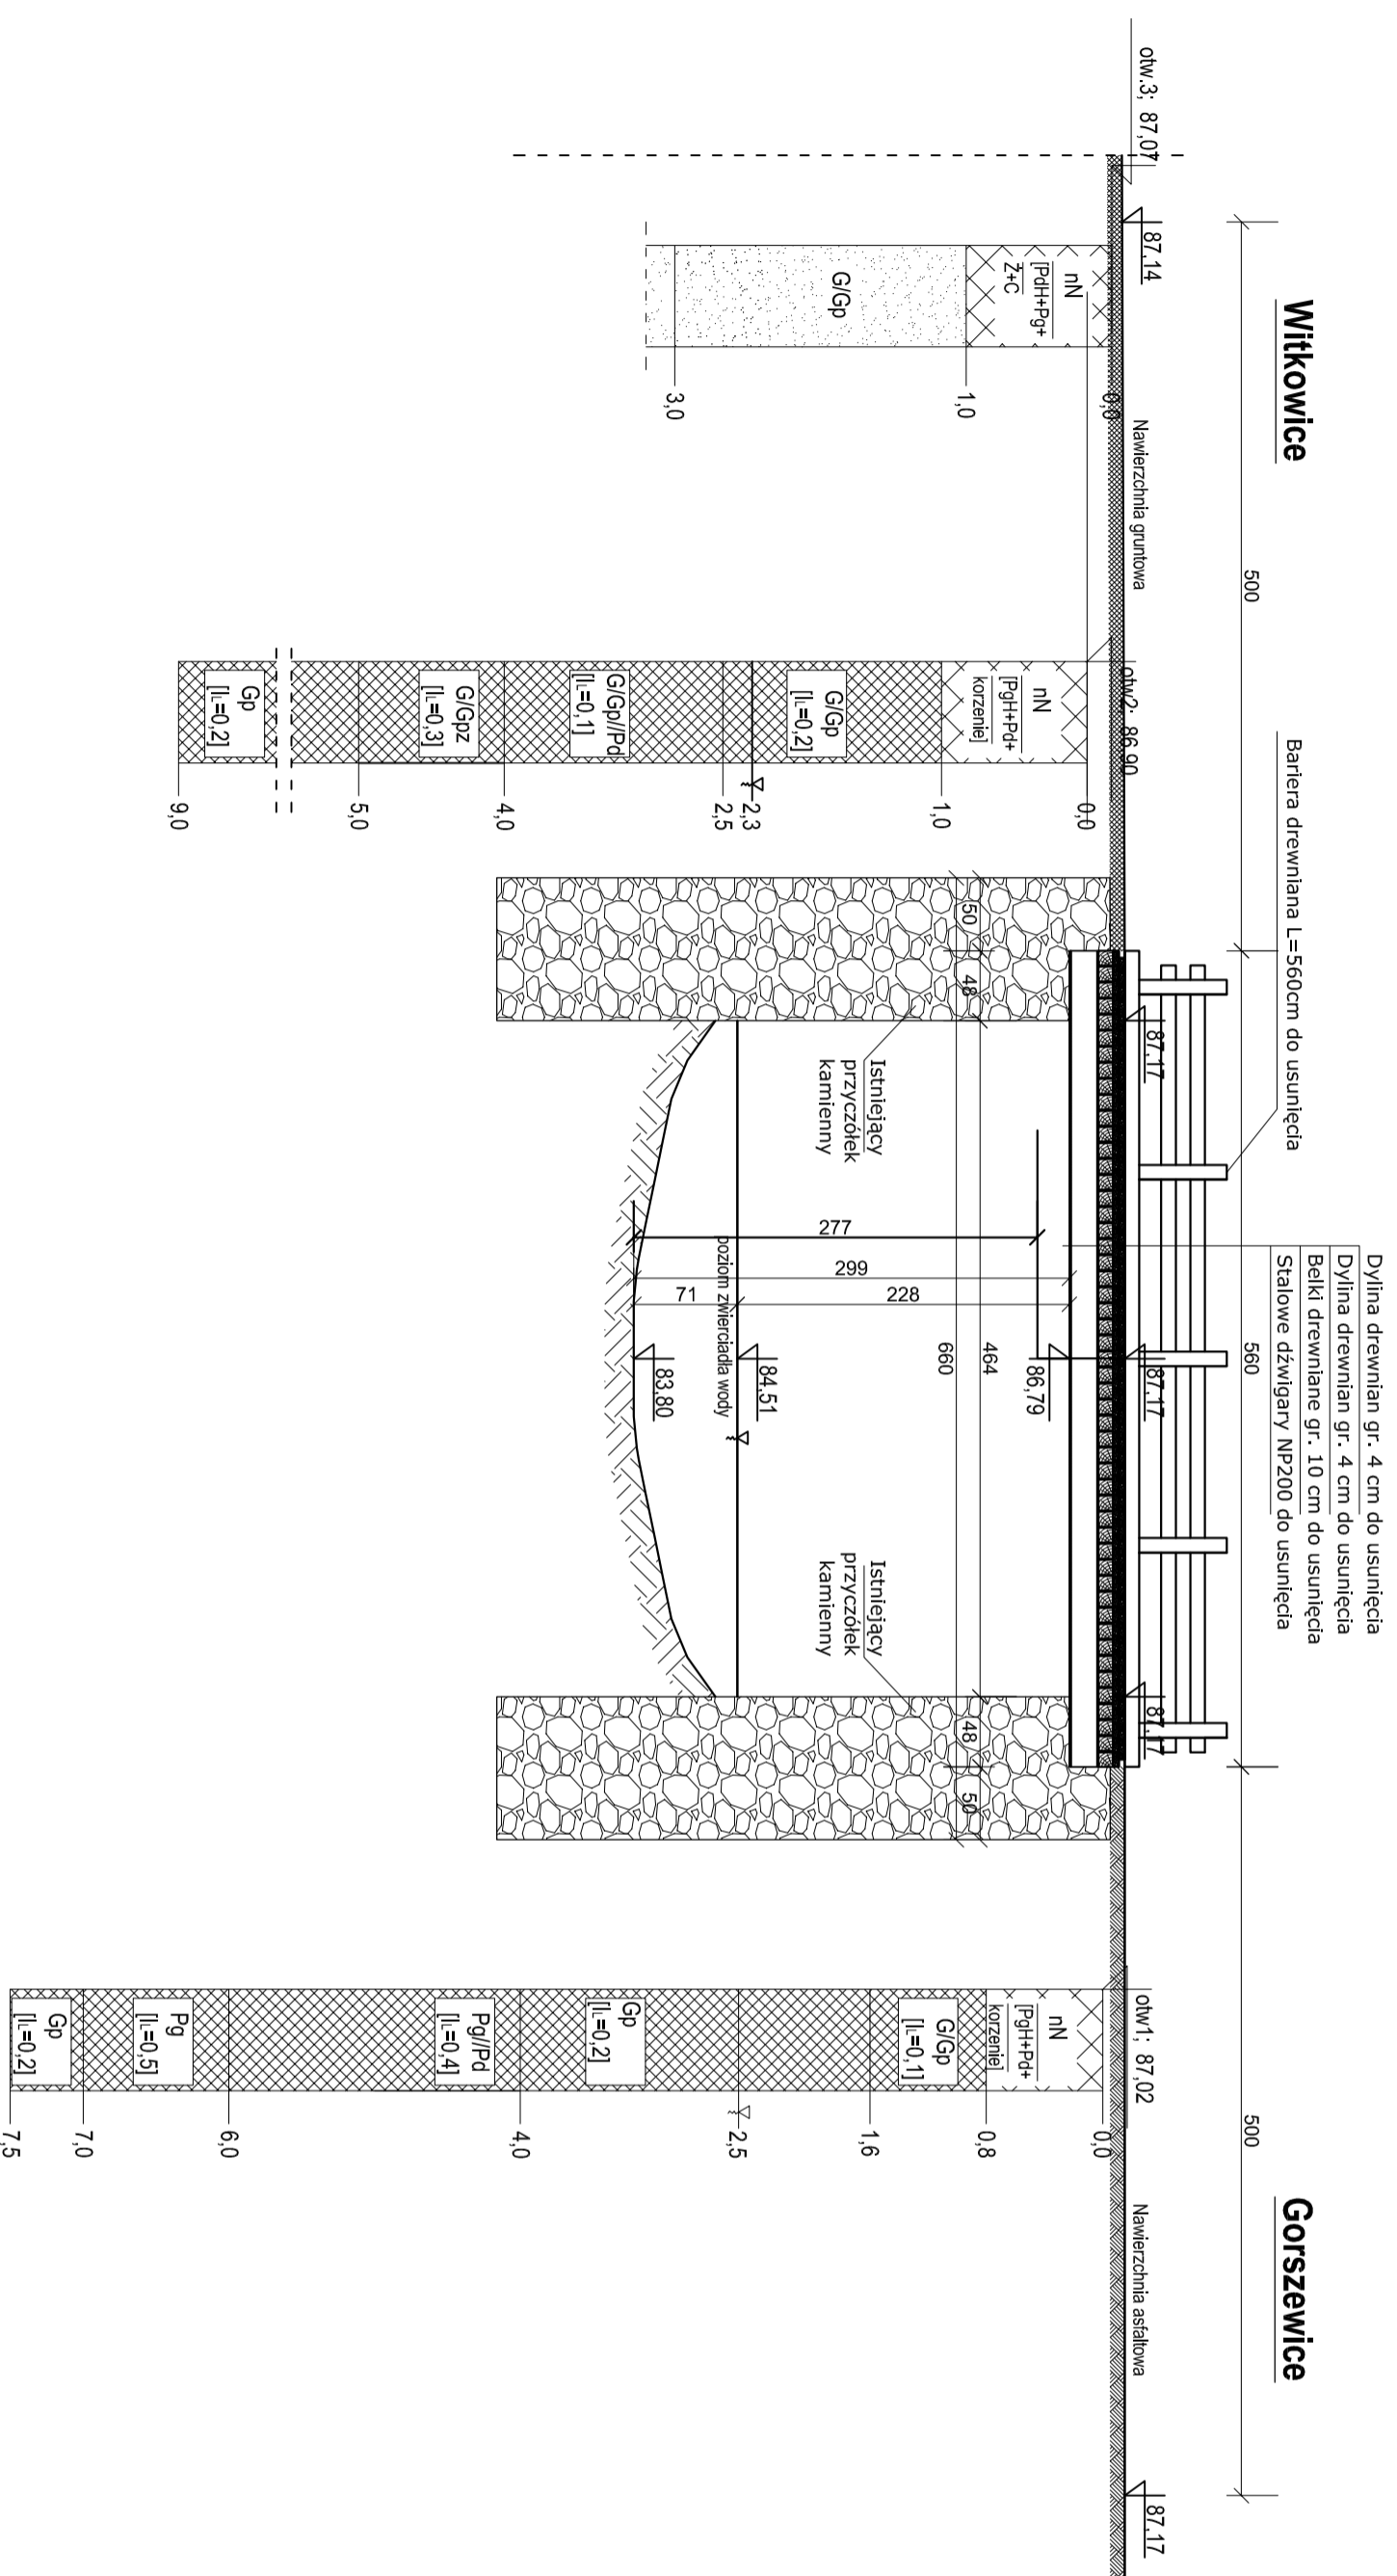 Witkowice
Gorszewice
Dylina drewnian gr. 4 cm do usunięcia
Dylina drewnian gr. 4 cm do usunięcia
Belki drewniane gr. 10 cm do usunięcia
Stalowe dźwigary NP200 do usunięcia
Bariera drewniana L=560cm do usunięcia
500
560
500
otw.3; 87,07
87,14
Nawierzchnia gruntowa
otw2; 86,90
87,17
87,17
87,17
otw1; 87,02
Nawierzchnia asfaltowa
87,17
nN
[PdH+Pg+
Ż+C
G/Gp
0,0
1,0
3,0
nN
[PgH+Pd+
korzenie]
G/Gp
[IL=0,2]
G/Gp//Pd
[IL=0,1]
G/Gpz
[IL=0,3]
Gp
[IL=0,2]
0,0
1,0
2,3
2,5
4,0
5,0
9,0
50
48
464
48
50
660
Istniejący
przyczółek
kamienny
277
299
71
228
86,79
84,51
poziom zwierciadła wody
83,80
Istniejący
przyczółek
kamienny
nN
[PgH+Pd+
korzenie]
G/Gp
[IL=0,1]
Gp
[IL=0,2]
Pg//Pd
[IL=0,4]
Pg
[IL=0,5]
Gp
[IL=0,2]
0,0
0,8
1,6
2,5
4,0
6,0
7,0
7,5